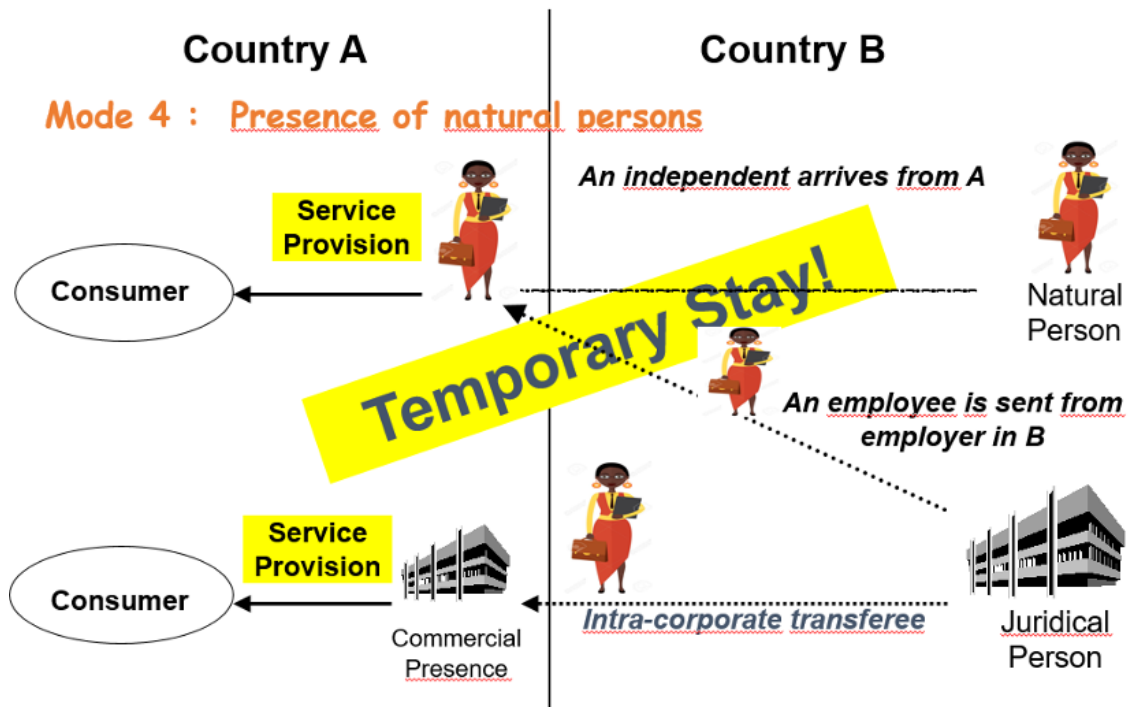 Country A
Country B
Mode 4 : Presence of natural persons
An independent arrives from A
Service
Provision
Consumer
Natural
Person
Temporary Stay!
An employee is sent from
employer in B
Service
Provision
Consumer
Commercial
Presence
Intra-corporate transferee
Juridical
Person